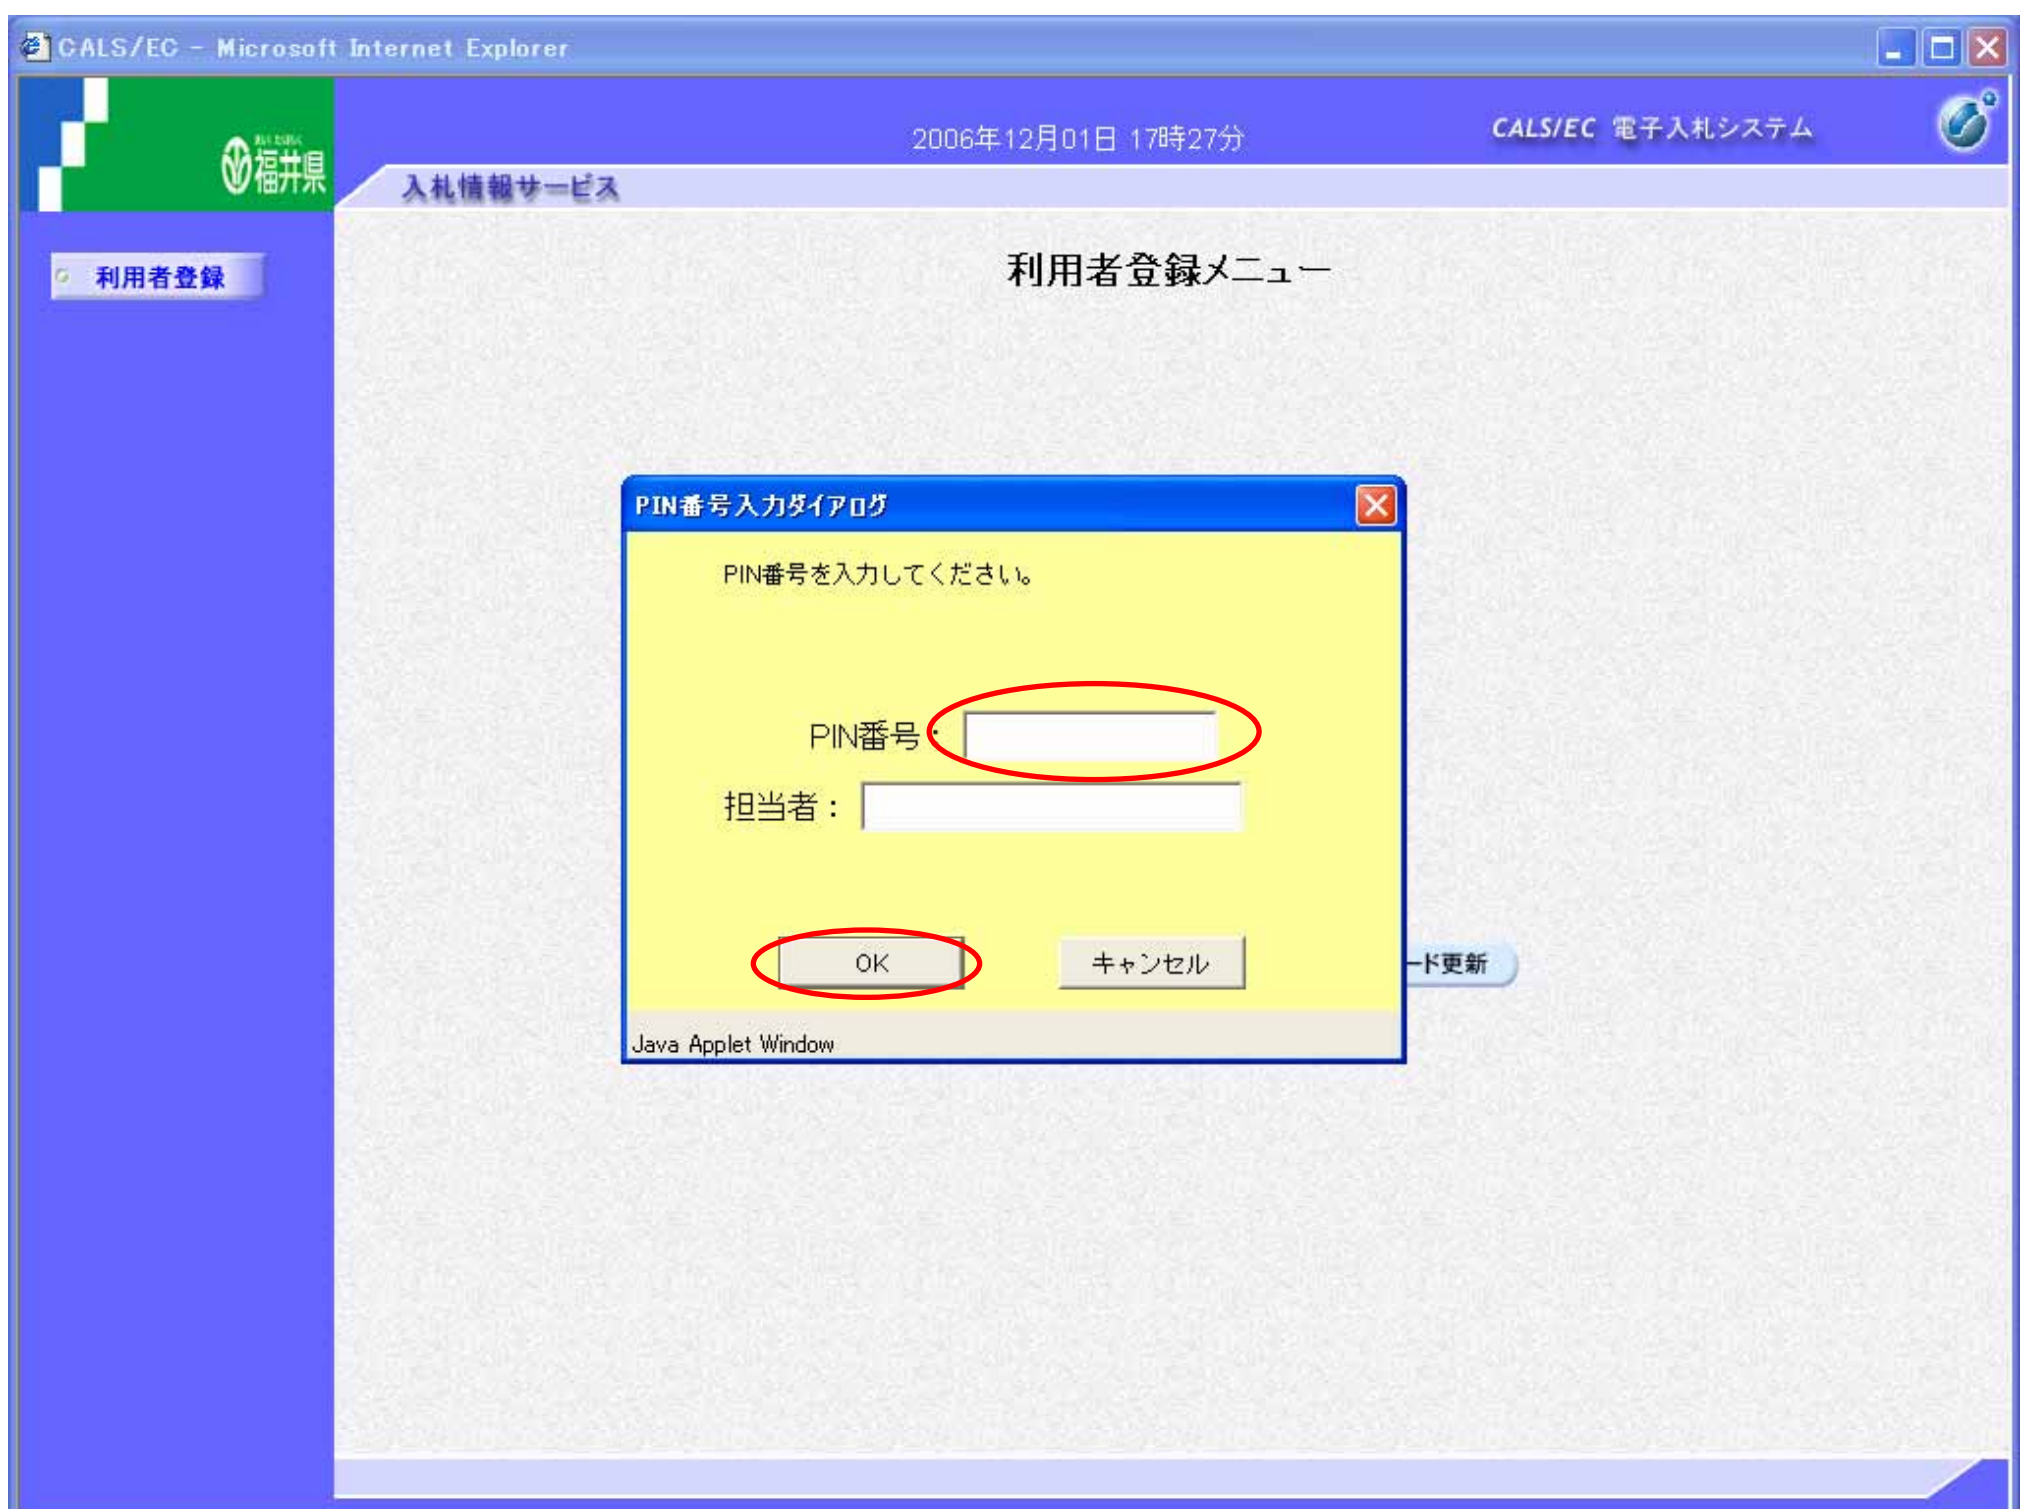 CALS/EC - Microsoft Internet Explorer
福井県
2006年12月01日 17時27分
CALS/EC 電子入札システム
入札情報サービス
利用者登録
利用者登録メニュー
PIN番号入力ダイアログ
PIN番号を入力してください。
PIN番号：
担当者：
OK
キャンセル
ード更新
Java Applet Window